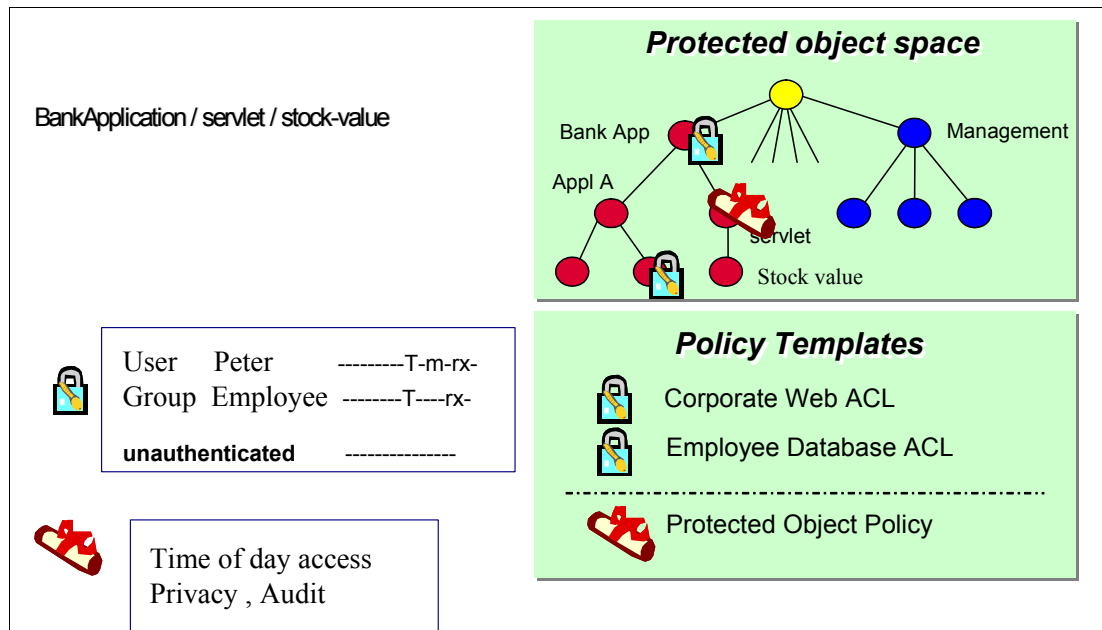 Protected object space
BankApplication / servlet / stock-value
Bank App
Management
Appl A
servlet
Stock value
User Peter ---------T-m-rx-
Group Employee --------T----rx-
unauthenticated ---------------
Policy Templates
Corporate Web ACL
Employee Database ACL
Protected Object Policy
Time of day access
Privacy , Audit